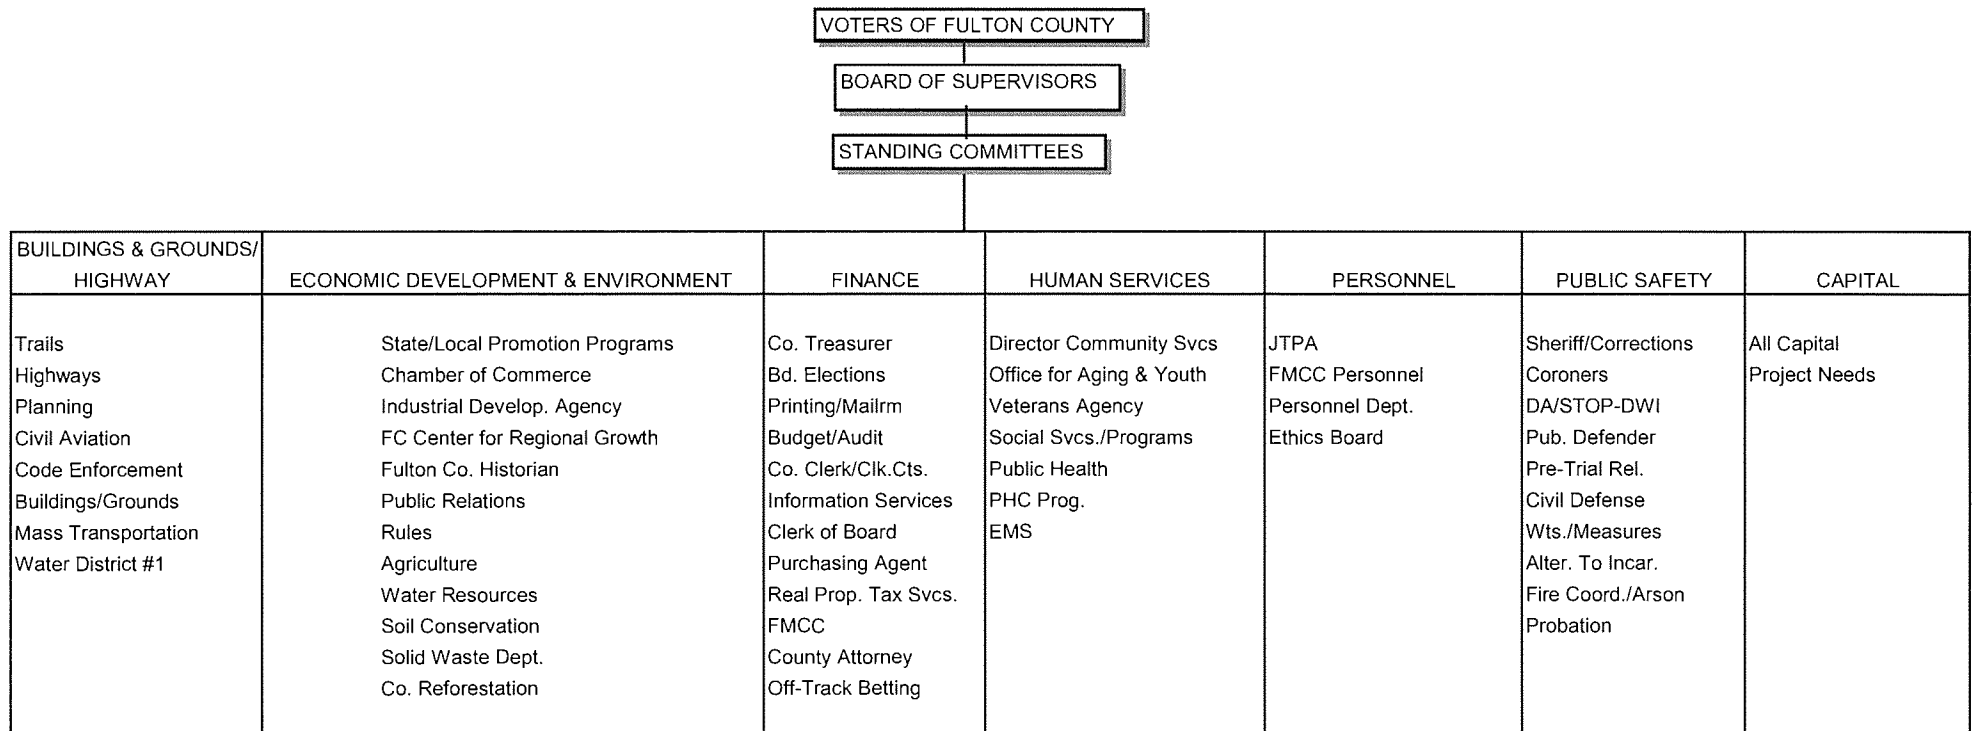 VOTERS OF FULTON COUNTY
BOARD OF SUPERVISORS
STANDING COMMITTEES
BUILDINGS & GROUNDS/
HIGHWAY
Trails
Highways
Planning
Civil Aviation
Code Enforcement
Buildings/Grounds
Mass Transportation
Water District #1
ECONOMIC DEVELOPMENT & ENVIRONMENT
State/Local Promotion Programs
Chamber of Commerce
Industrial Develop. Agency
FC Center for Regional Growth
Fulton Co. Historian
Public Relations
Rules
Agriculture
Water Resources
Soil Conservation
Solid Waste Dept.
Co. Reforestation
FINANCE
Co. Treasurer
Bd. Elections
Printing/Mailrm
Budget/Audit
Co. Clerk/Clk.Cts.
Information Services
Clerk of Board
Purchasing Agent
Real Prop. Tax Svcs.
FMCC
County Attorney
Off-Track Betting
HUMAN SERVICES
Director Community Svcs
Office for Aging & Youth
Veterans Agency
Social Svcs./Programs
Public Health
PHC Prog.
EMS
PERSONNEL
JTPA
FMCC Personnel
Personnel Dept.
Ethics Board
PUBLIC SAFETY
Sheriff/Corrections
Coroners
DA/STOP-DWI
Pub. Defender
Pre-Trial Rel.
Civil Defense
Wts./Measures
Alter. To Incar.
Fire Coord./Arson
Probation
CAPITAL
All Capital
Project Needs